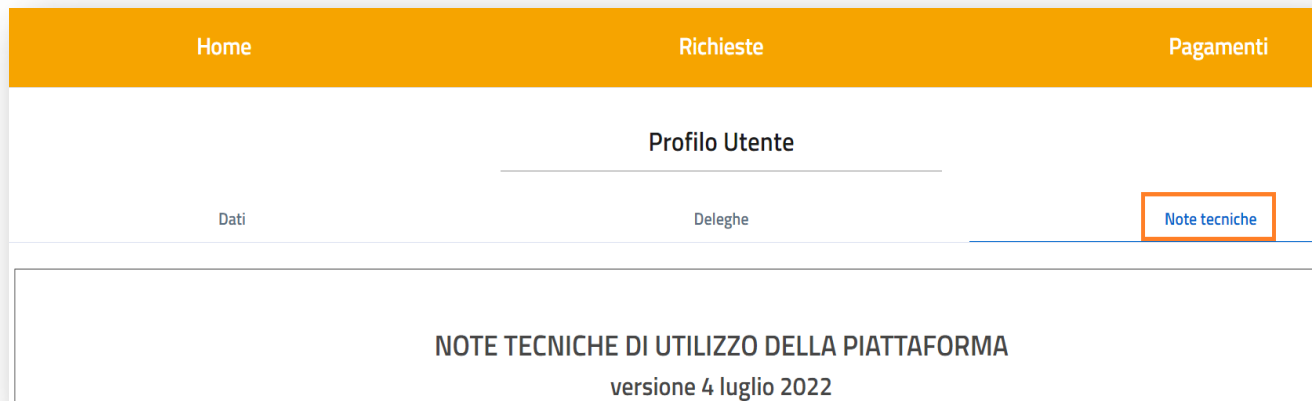 Home Richieste Pagamenti
Profilo Utente
Dati Deleghe Note tecniche
NOTE TECNICHE DI UTILIZZO DELLA PIATTAFORMA
versione 4 luglio 2022